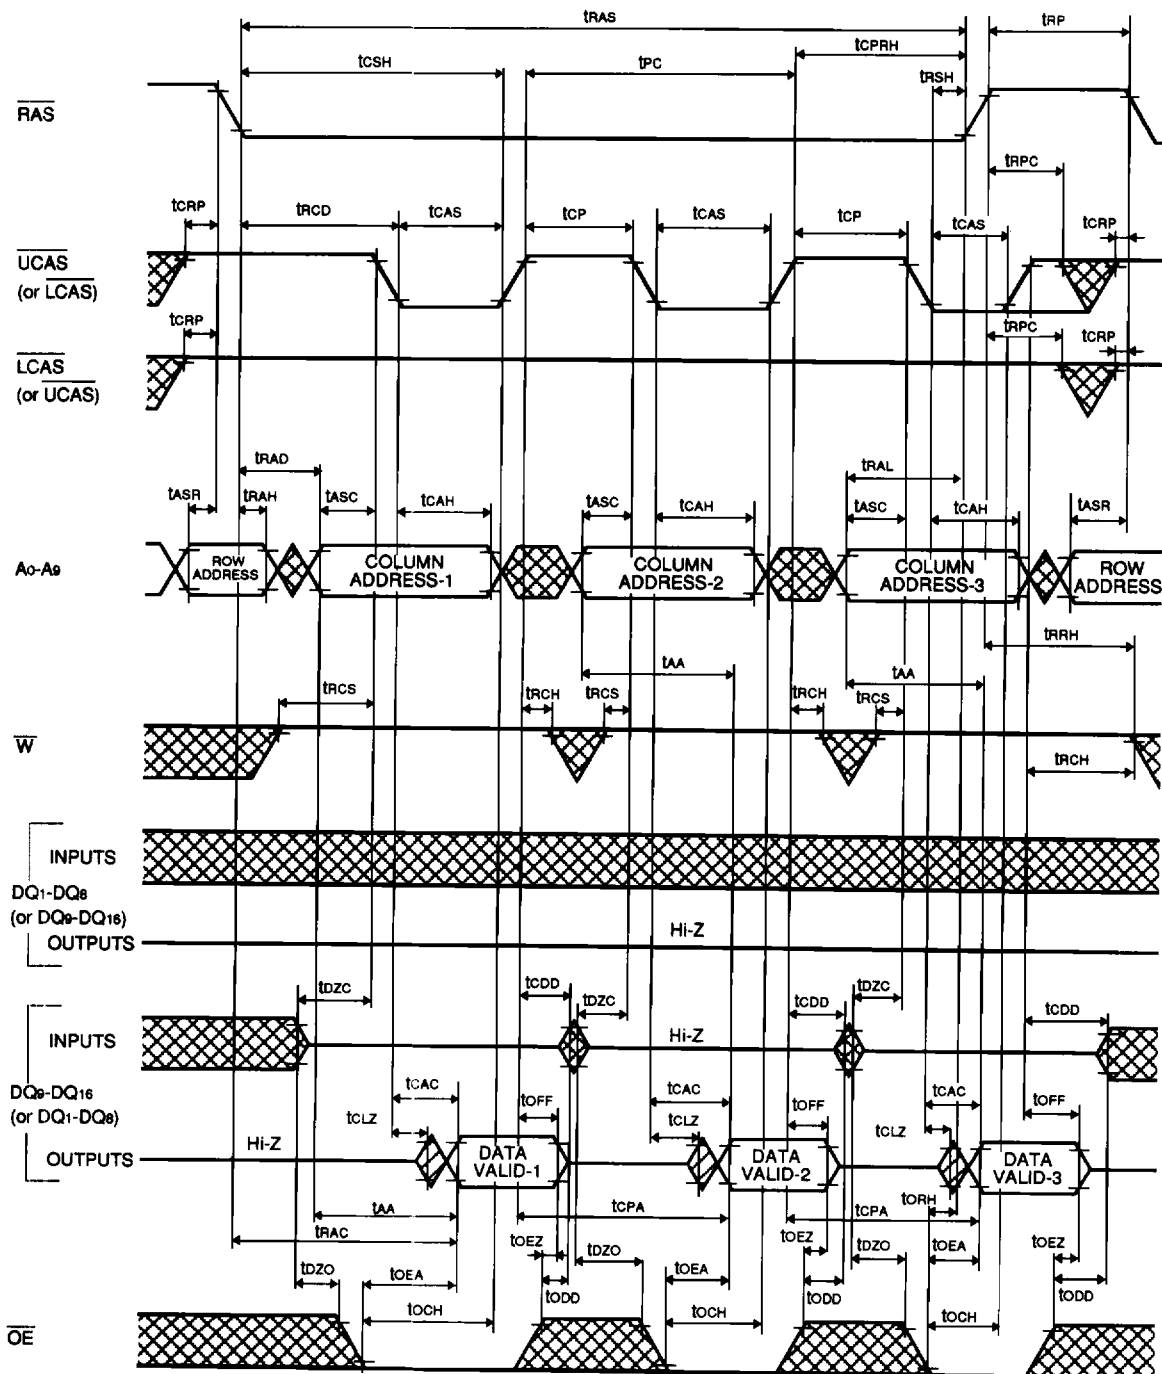 tRAS
tRP
tCPRH
tCSH
tPC
tRSH
RAS
tRPC
tCRP
tRCD
tCAS
tCP
tCAS
tCP
tCAS
tCRP
UCAS
(or LCAS)
tCRP
tRPC
tCRP
LCAS
(or UCAS)
tRAD
tRAL
tASR
tRAH
tASC
tCAH
tASC
tCAH
tASC
tCAH
tASR
A0-A9
ROW
ADDRESS
COLUMN
ADDRESS-1
COLUMN
ADDRESS-2
COLUMN
ADDRESS-3
ROW
ADDRESS
tRRH
tAA
tAA
tRCS
tRCH
tRCS
tRCH
tRCS
W
tRCH
INPUTS
DQ1-DQ8
(or DQ9-DQ16)
OUTPUTS
Hi-Z
tDZC
tCDD
tDZC
tCDD
tDZC
tCDD
INPUTS
Hi-Z
DQ9-DQ16
(or DQ1-DQ8)
tCAC
tOFF
tCAC
tOFF
tCAC
tOFF
tCLZ
tCLZ
tCLZ
OUTPUTS
Hi-Z
DATA
VALID-1
DATA
VALID-2
DATA
VALID-3
tORH
tAA
tCPA
tCPA
tRAC
tOEZ
tOEZ
tOEZ
tDZO
tOEA
tDZO
tOEA
tDZO
tOEA
tODD
tODD
tODD
tOCH
tOCH
tOCH
OE